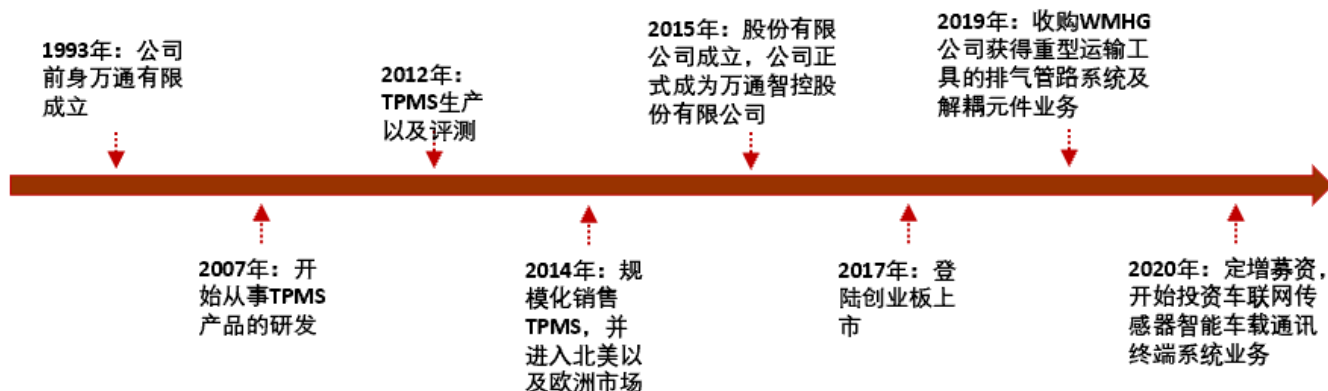 1993年：公司
前身万通有限
成立
2007年：开
始从事TPMS
产品的研发
2012年：
TPMS生产
以及评测
2014年：规
模化销售
TPMS，并
进入北美以
及欧洲市场
2015年：股份有限
公司成立，公司正
式成为万通智控股
份有限公司
2017年：登
陆创业板上
市
2019年：收购WMHG
公司获得重型运输工
具的排气管路系统及
解耦元件业务
2020年：定增募资，
开始投资车联网传
感器智能车载通讯
终端系统业务